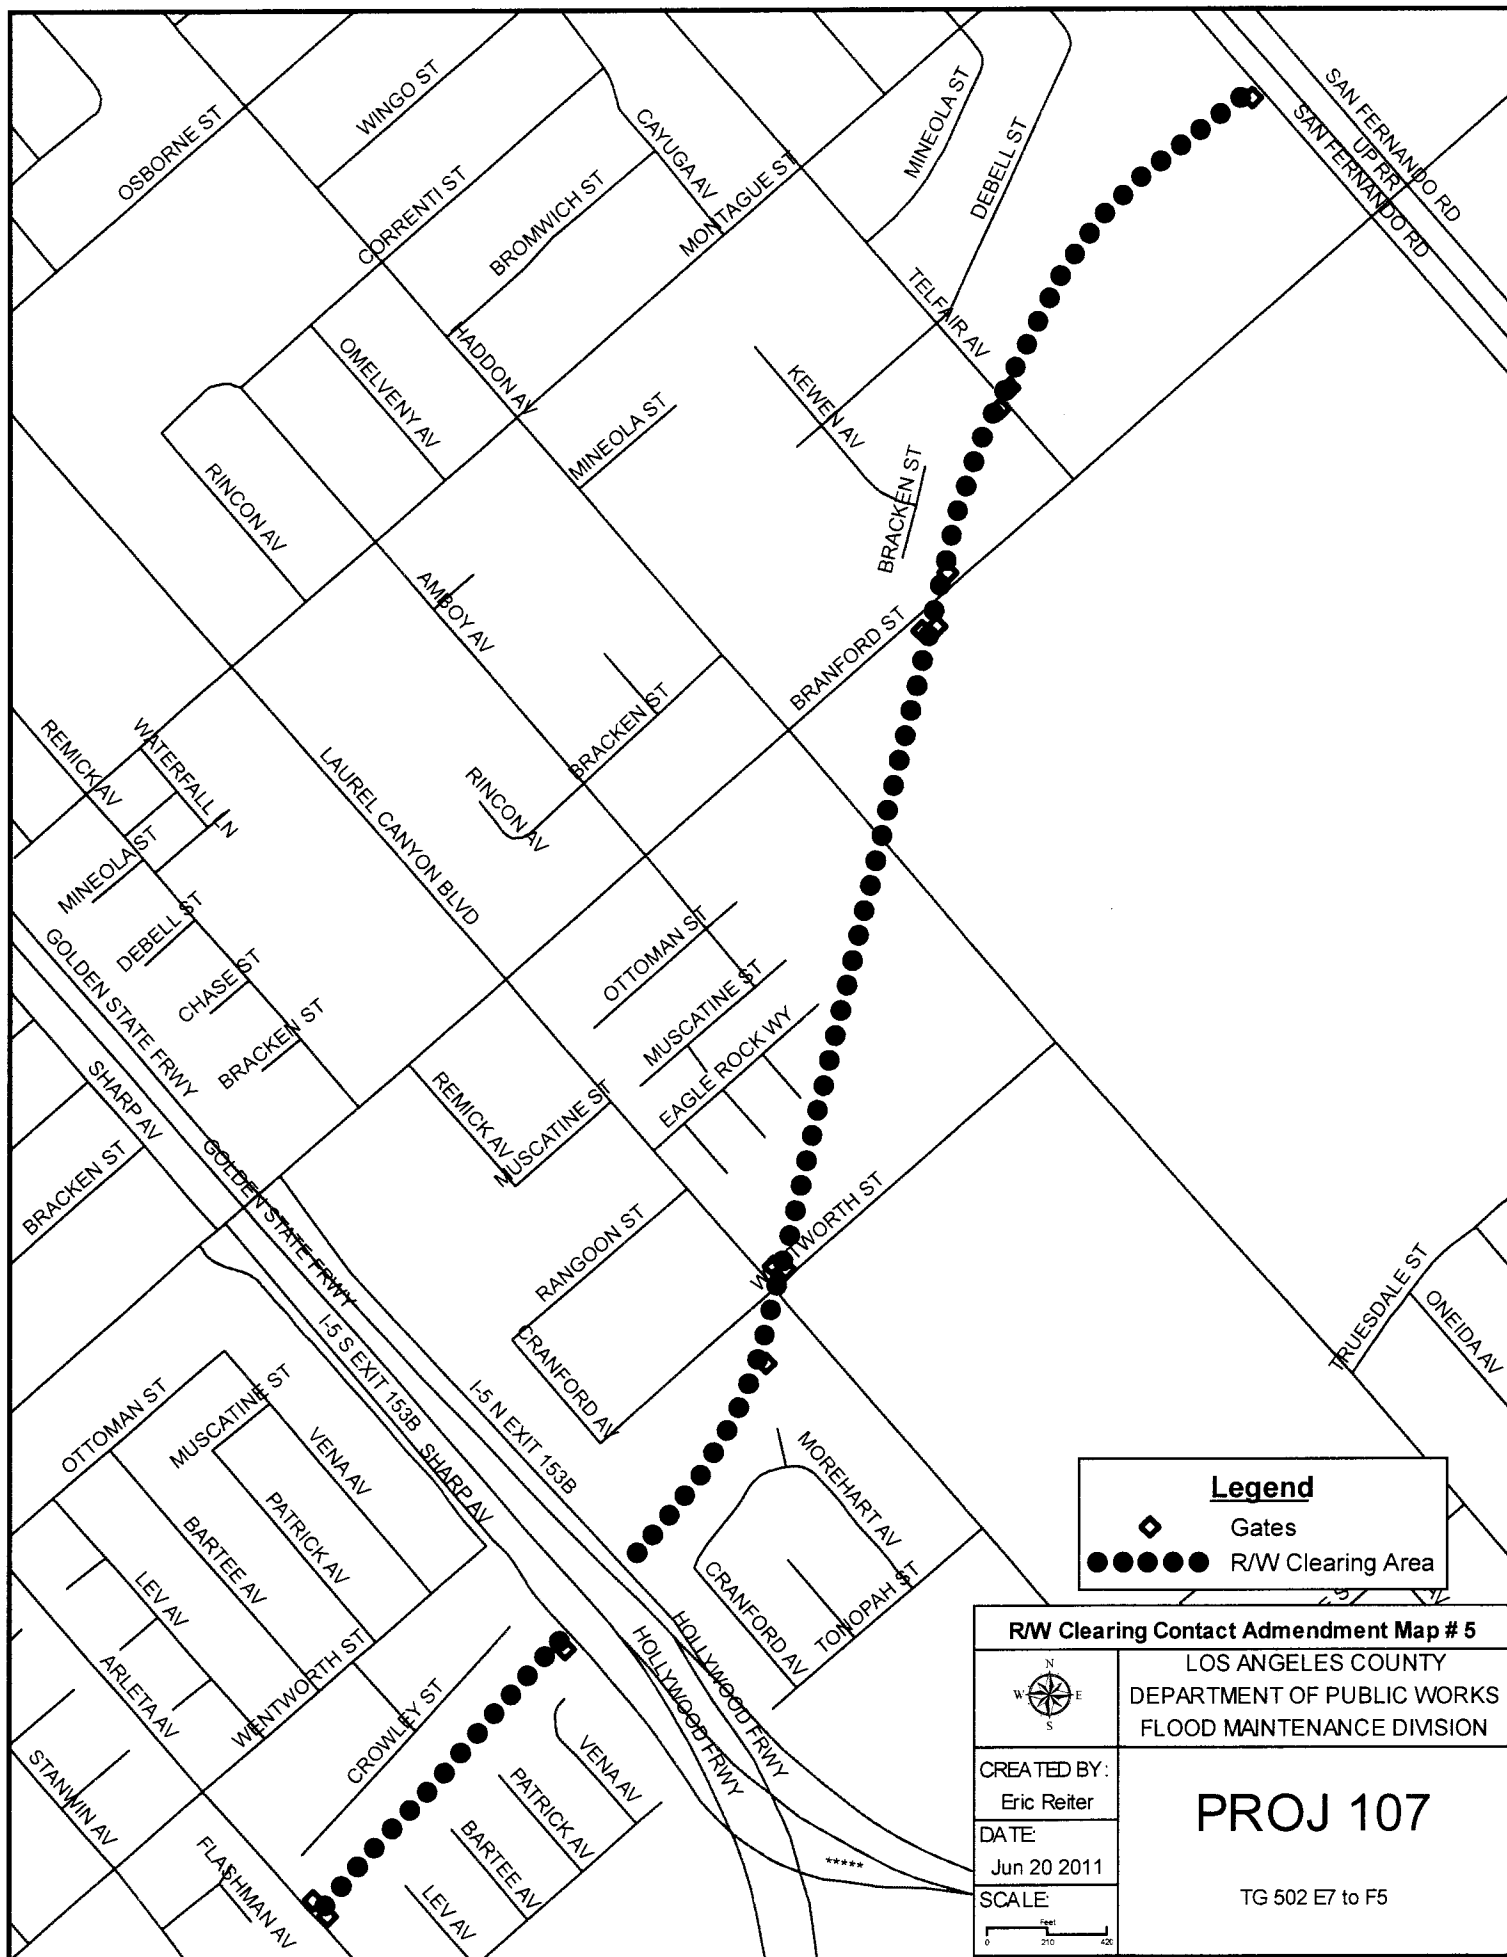 SAN FERNANDO RD
UP RR
SAN FERNANDO RD
WINGO ST
OSBORNE ST
CAYUGA AV
MINEOLA ST
DEBELL ST
CORRENTI ST
BROMWICH ST
MONTAGUE ST
TELFAIR AV
HADDON AV
OMELVENY AV
KEWEN AV
MINEOLA ST
RINCON AV
BRACKEN ST
AMBOY AV
BRANFORD ST
BRACKEN ST
REMICK AV
WATERFALL LN
LAUREL CANYON BLVD
RINCON AV
MINEOLA ST
DEBELL ST
GOLDEN STATE FRWY
CHASE ST
OTTOMAN ST
MUSCATINE ST
EAGLE ROCK WY
BRACKEN ST
SHARP AV
REMICK AV
MUSCATINE ST
BRACKEN ST
GOLDEN STATE FRWY
RANGOON ST
WENTWORTH ST
TRUESDALE ST
ONEIDA AV
I-5 S EXIT 153B
I-5 N EXIT 153B
CRANFORD AV
OTTOMAN ST
MUSCATINE ST
VENA AV
SHARP AV
MOREHART AV
BARTEE AV
PATRICK AV
LEV AV
CRANFORD AV
TONOPAH ST
HOLLYWOOD FRWY
HOLLYWOOD FRWY
ARLETA AV
WENTWORTH ST
CROWLEY ST
VENA AV
STANWIN AV
PATRICK AV
BARTEE AV
FLASHMAN AV
LEV AV
*****
Legend
Gates
R/W Clearing Area
R/W Clearing Contact Admendment Map # 5
N
W E
S
LOS ANGELES COUNTY
DEPARTMENT OF PUBLIC WORKS
FLOOD MAINTENANCE DIVISION
CREATED BY:
Eric Reiter
DATE:
Jun 20 2011
SCALE:
Feet
0 210 420
PROJ 107
TG 502 E7 to F5